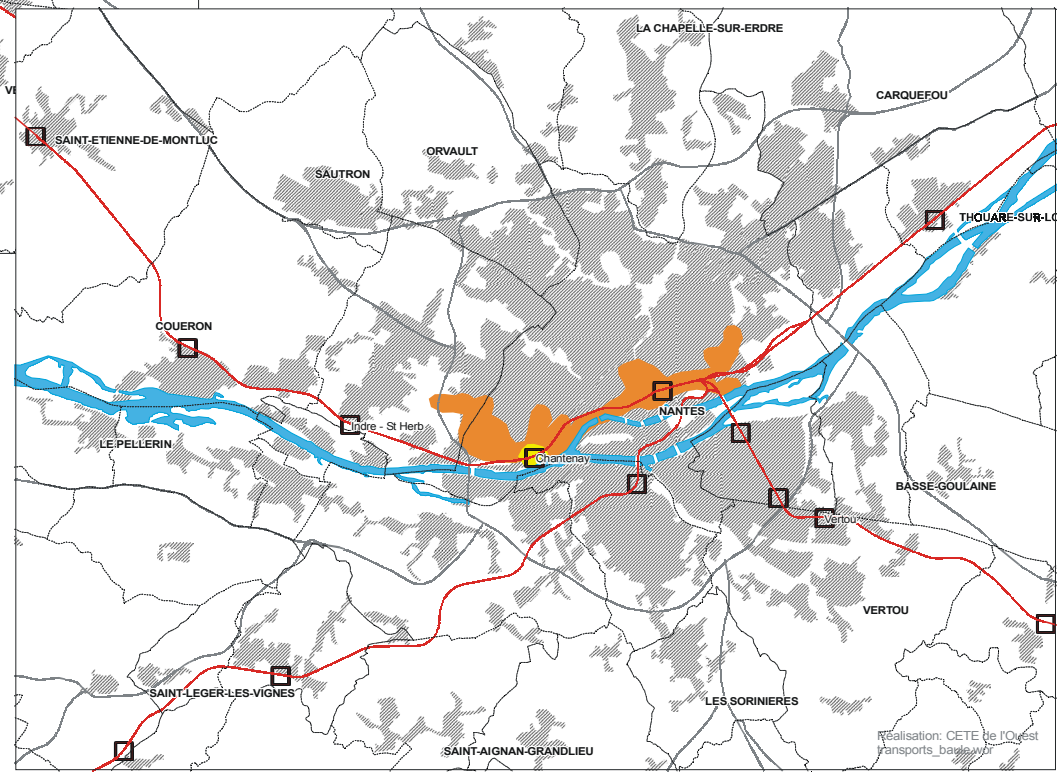 LA CHAPELLE-SUR-ERDRE
CARQUEFOU
SAINT-ETIENNE-DE-MONTLUC
ORVAULT
SAUTRON
THOUARE-SUR-LO
COUERON
NANTES
Indre - St Herb
LE PELLERIN
Chantenay
BASSE-GOULAINE
Vertou
VERTOU
SAINT-LEGER-LES-VIGNES
LES SORINIERES
Réalisation: CETE de l'Ouest
transports_baule.wor
SAINT-AIGNAN-GRANDLIEU